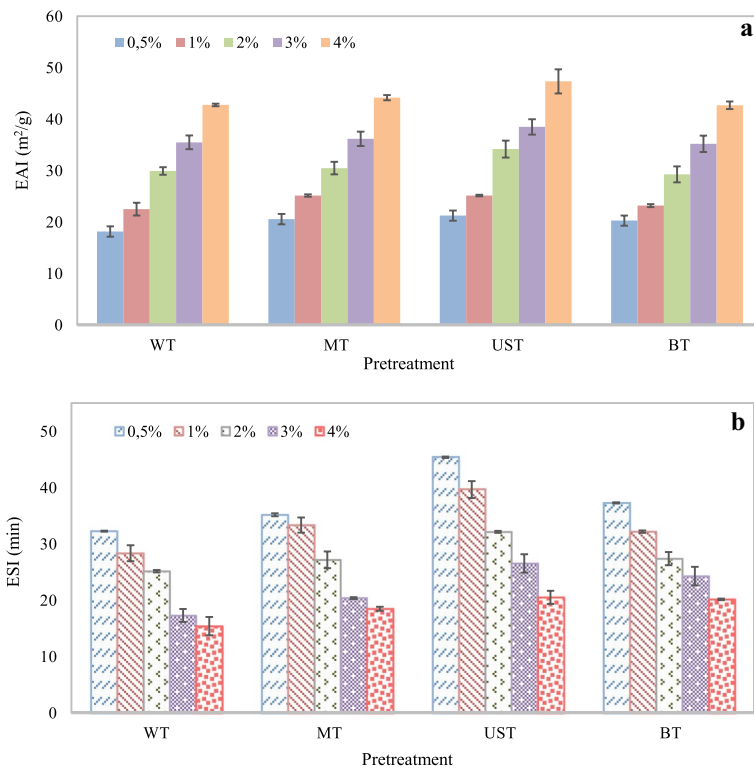 a
60
50
40
30
20
10
0
EAI (m²/g)
0,5% 1% 2% 3% 4%
WT MT UST BT
Pretreatment
b
50
40
30
20
10
0
ESI (min)
0,5% 1% 2% 3% 4%
WT MT UST BT
Pretreatment